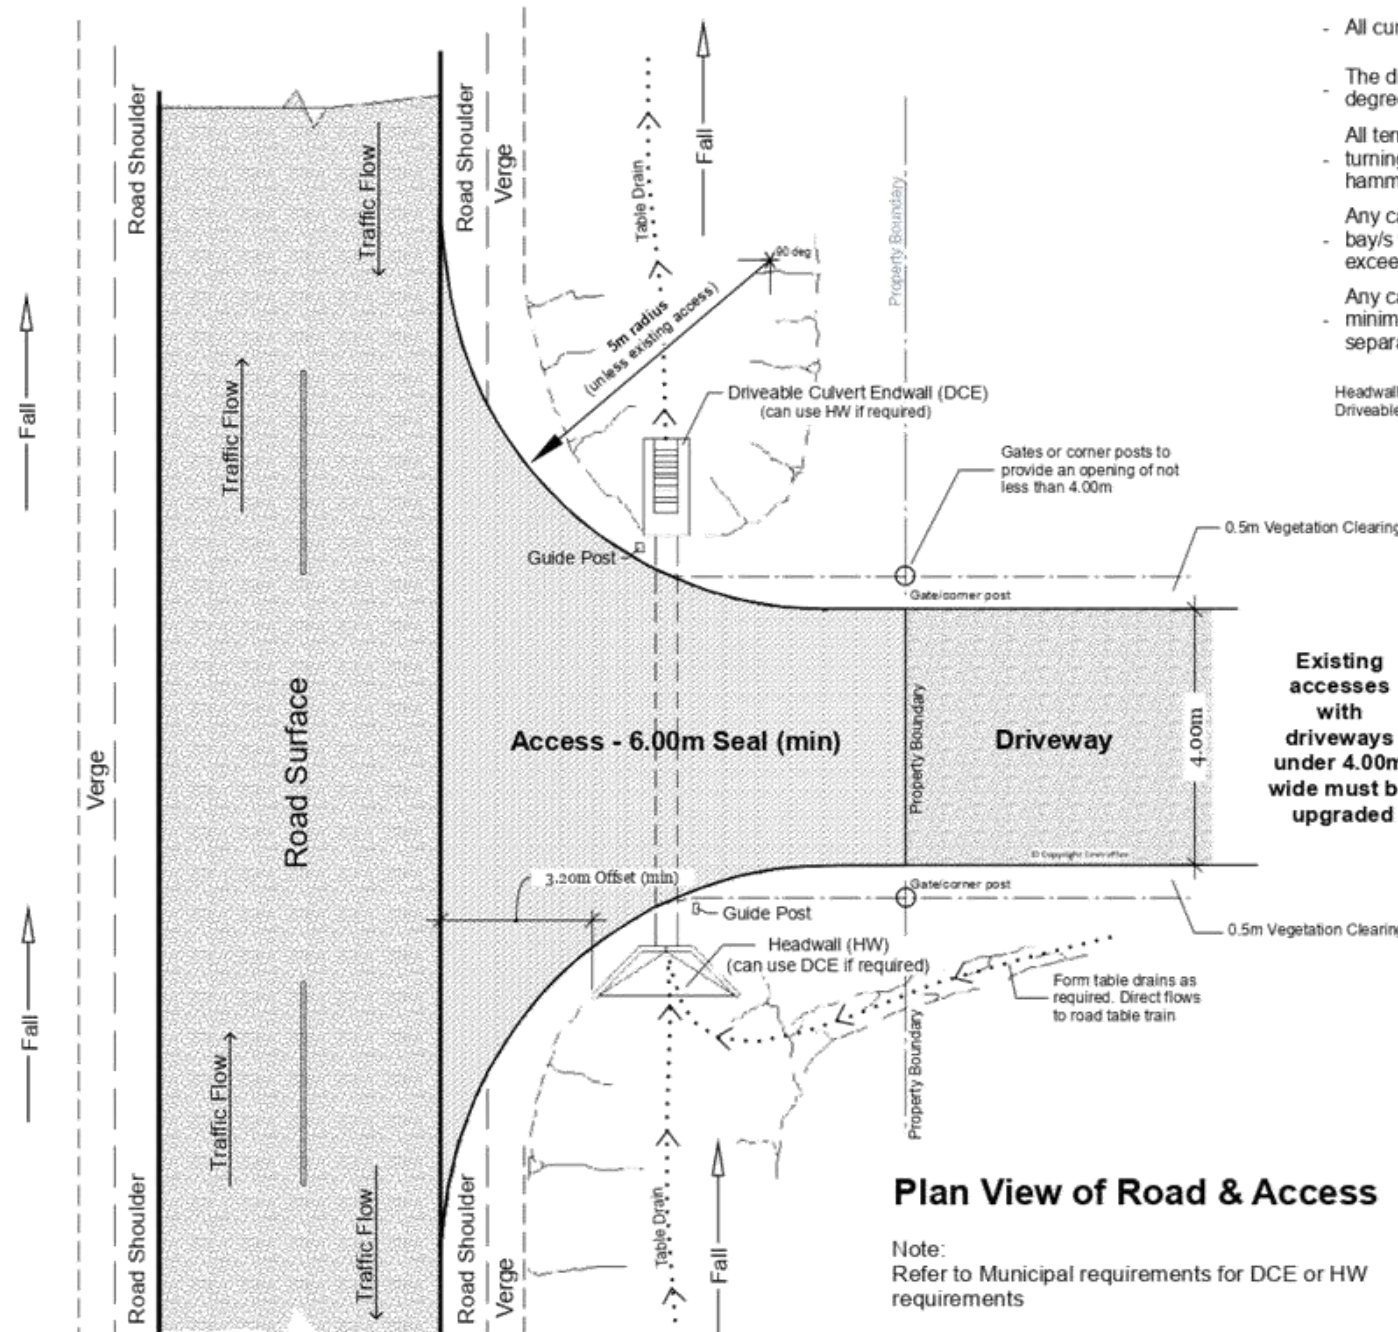 - All cur
The d
- degree
All terr
- turning
hamm
Any ca
- bay/s
excee
Any ca
- minim
separa
Headwall
Driveable
Road Shoulder
Road Shoulder
Verge
Traffic Flow
Table Drain
Fall
Property Boundary
90 deg
5m radius
(unless existing access)
Fall
Traffic Flow
Driveable Culvert Endwall (DCE)
(can use HW if required)
Gates or corner posts to
provide an opening of not
less than 4.00m
0.5m Vegetation Clearing
Guide Post
Gate/corner post
Road Surface
Verge
Access - 6.00m Seal (min)
Property Boundary
Driveway
4.00m
Existing
accesses
with
driveways
under 4.00m
wide must b
upgraded
3.20m Offset (min)
Gate/corner post
Guide Post
0.5m Vegetation Clearing
Headwall (HW)
(can use DCE if required)
Form table drains as
required. Direct flows
to road table train
Fall
Traffic Flow
Property Boundary
Road Shoulder
Traffic Flow
Road Shoulder
Verge
Table Drain
Fall
Plan View of Road & Access
Note:
Refer to Municipal requirements for DCE or HW
requirements